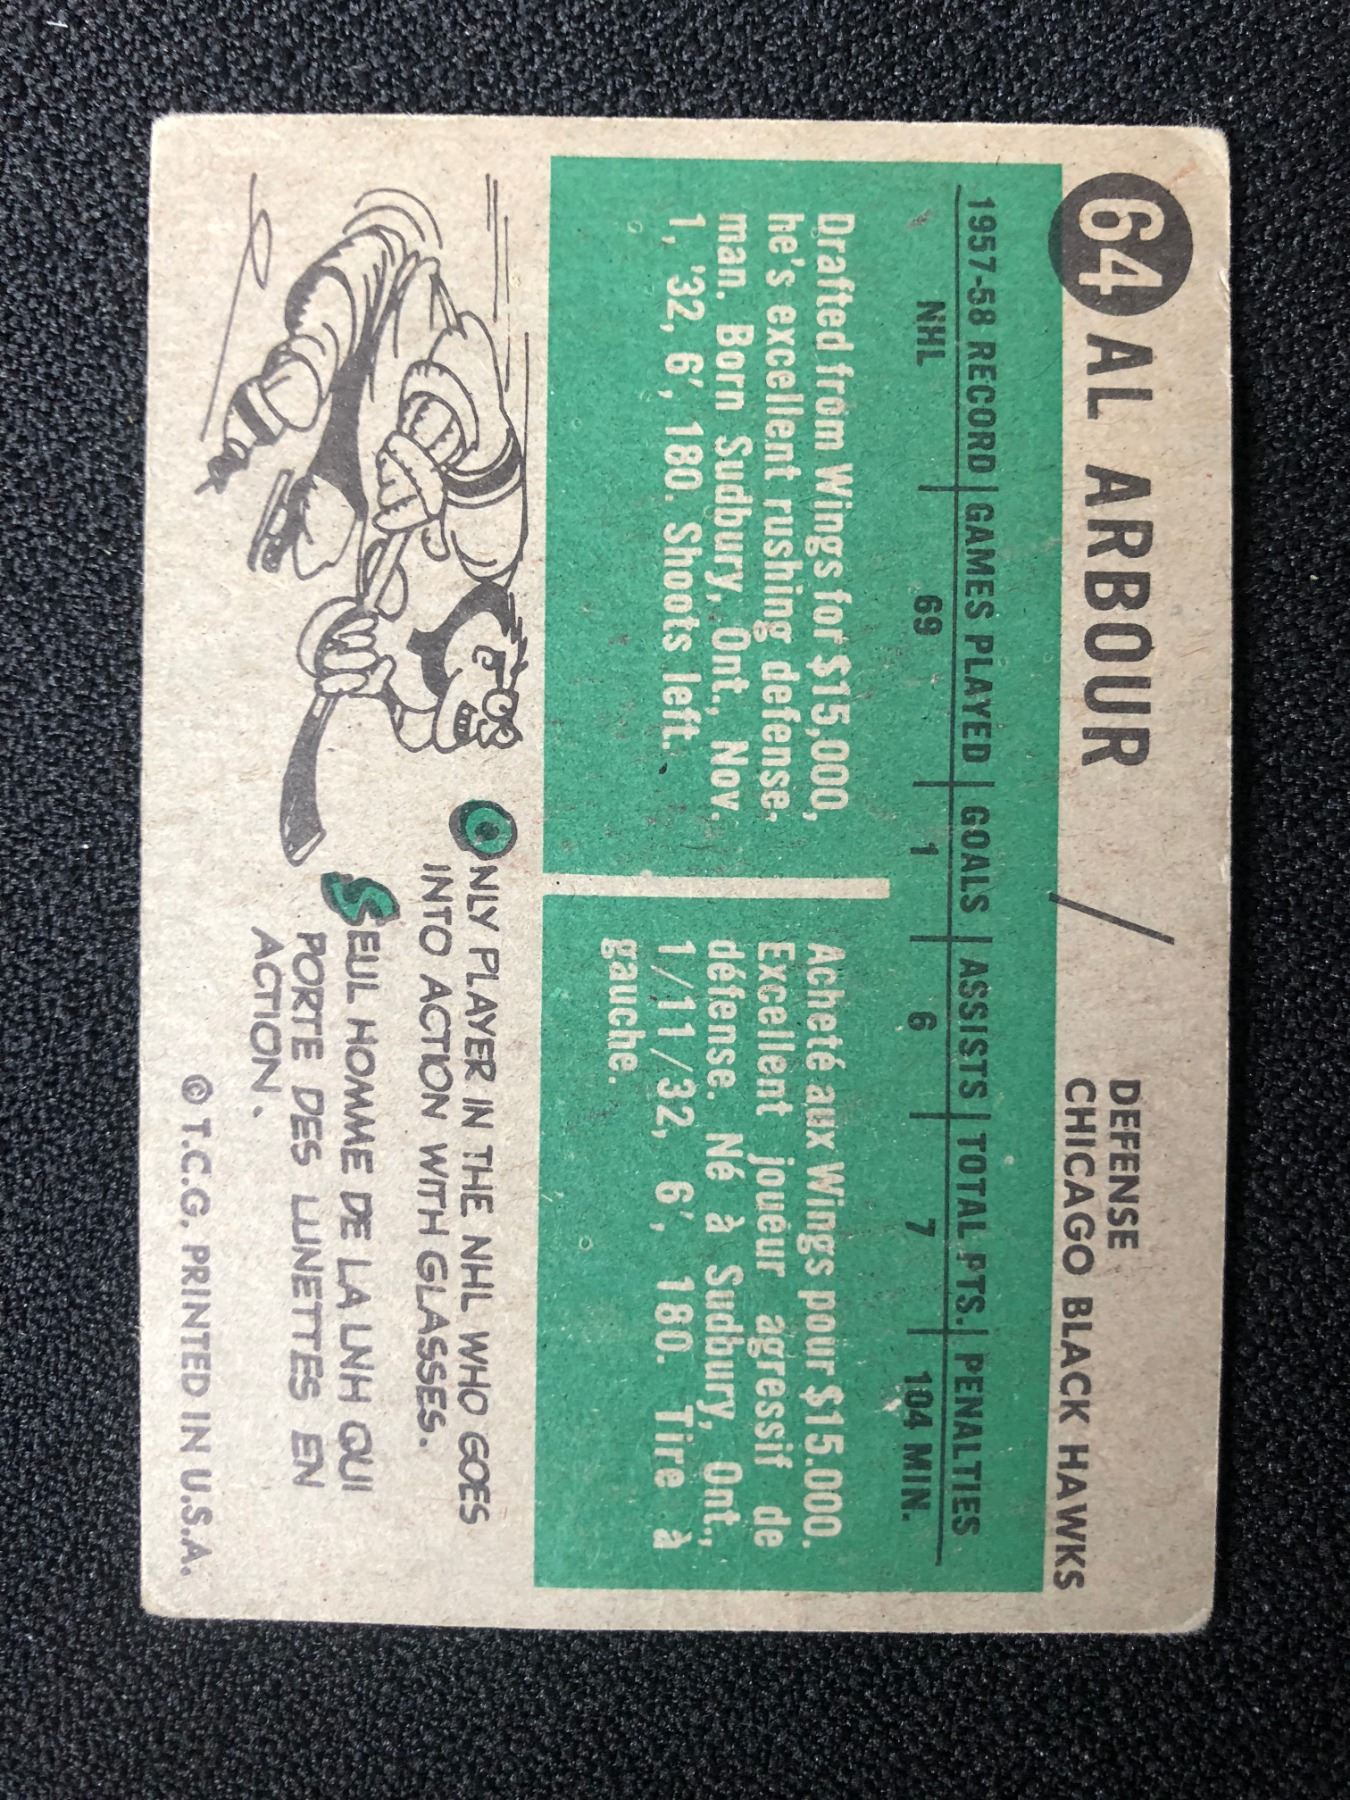 64 AL ARBOUR / DEFENSE
CHICAGO BLACK HAWKS
1957-58 RECORD GAMES PLAYED GOALS ASSISTS TOTAL PTS. PENALTIES
NHL 69 1 6 7 104 MIN.
Drafted from Wings for $15,000,
he's excellent rushing defense.
man. Born Sudbury, Ont., Nov.
1, '32, 6', 180. Shoots left.
Acheté aux Wings pour $15.000.
Excellent joueur agressif de
défense. Né à Sudbury, Ont.,
1/11/32, 6', 180. Tire à
gauche.
ONLY PLAYER IN THE NHL WHO GOES
INTO ACTION WITH GLASSES.
SEUL HOMME DE LA LNH QUI
PORTE DES LUNETTES EN
ACTION.
© T.C.G. PRINTED IN U.S.A.